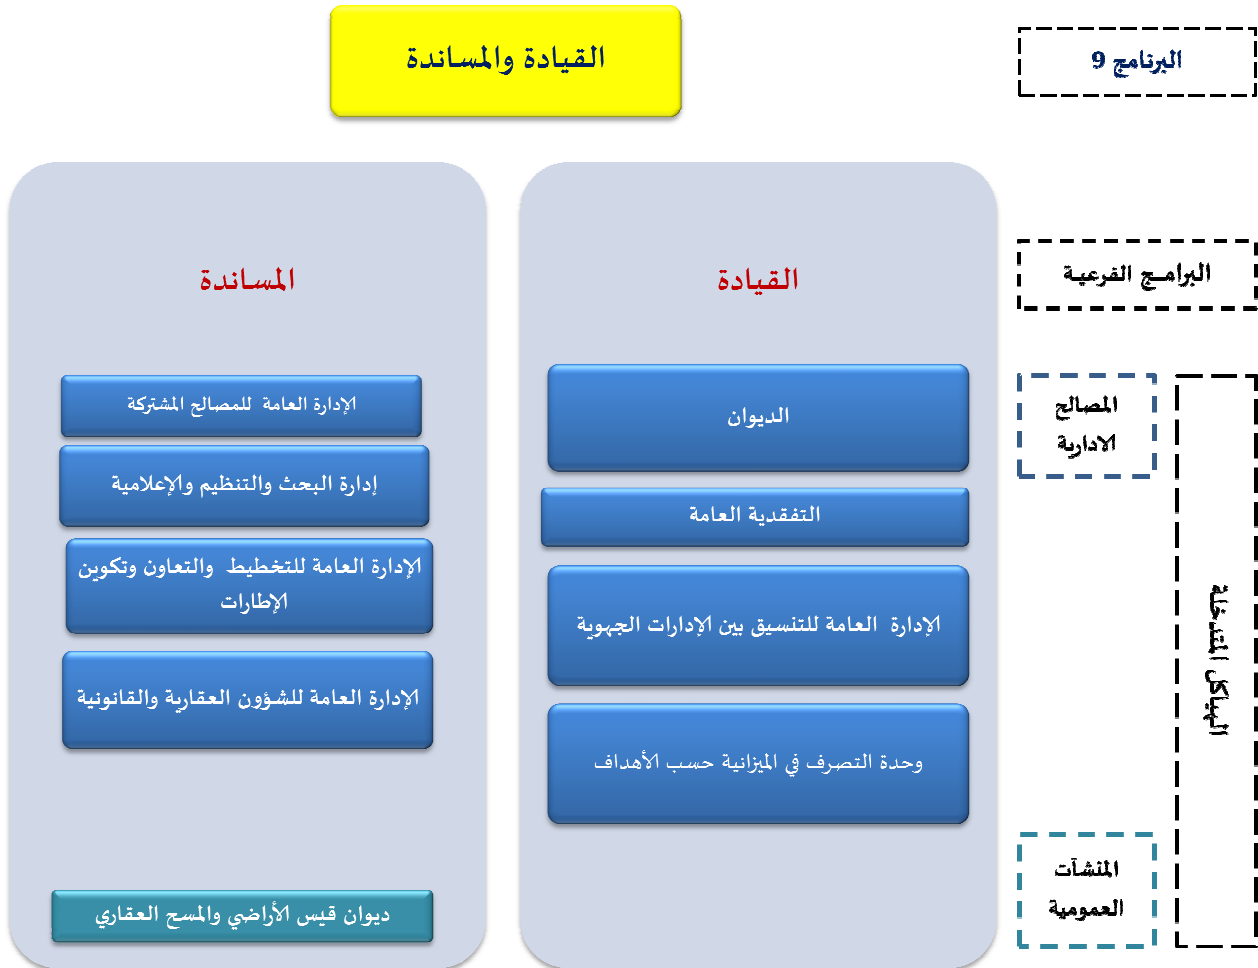 البرنامج 9
القيادة والمساندة
البرامـج الفرعيـة
القيادة
المساندة
الهياكل المتدخلة
المصالح
الادارية
الديوان
التفقدية العامة
الإدارة العامة للتنسيق بين الإدارات الجهوية
وحدة التصرف في الميزانية حسب الأهداف
الإدارة العامة للمصالح المشتركة
إدارة البحث والتنظيم والإعلامية
الإدارة العامة للتخطيط والتعاون وتكوين
الإطارات
الإدارة العامة للشؤون العقارية والقانونية
المنشآت
العمومية
ديوان قيس الأراضي والمسح العقاري